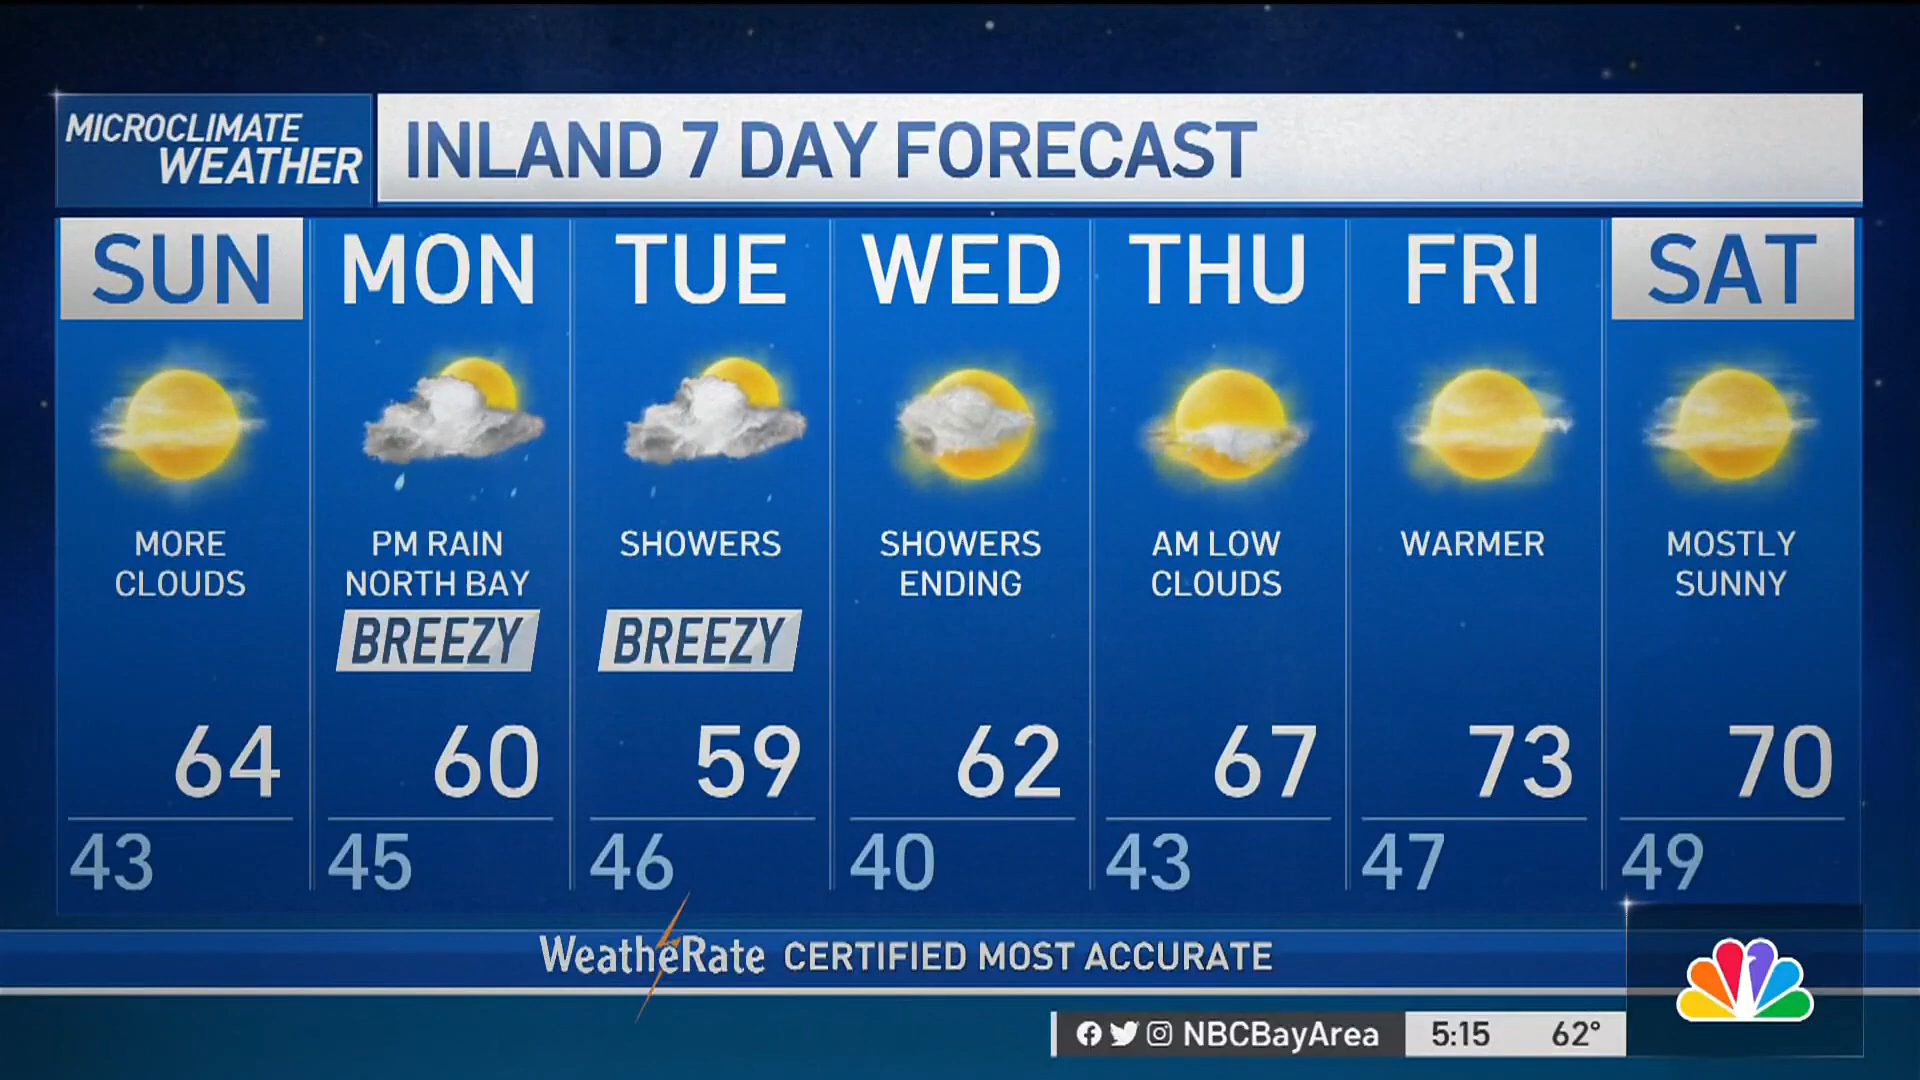 MICROCLIMATE
WEATHER
INLAND 7 DAY FORECAST
SUN
MORE
CLOUDS
64
43
MON
PM RAIN
NORTH BAY
BREEZY
60
45
TUE
SHOWERS
BREEZY
59
46
WED
SHOWERS
ENDING
62
40
THU
AM LOW
CLOUDS
67
43
FRI
WARMER
73
47
SAT
MOSTLY
SUNNY
70
49
WeatheRate CERTIFIED MOST ACCURATE
NBCBayArea 5:15 62°